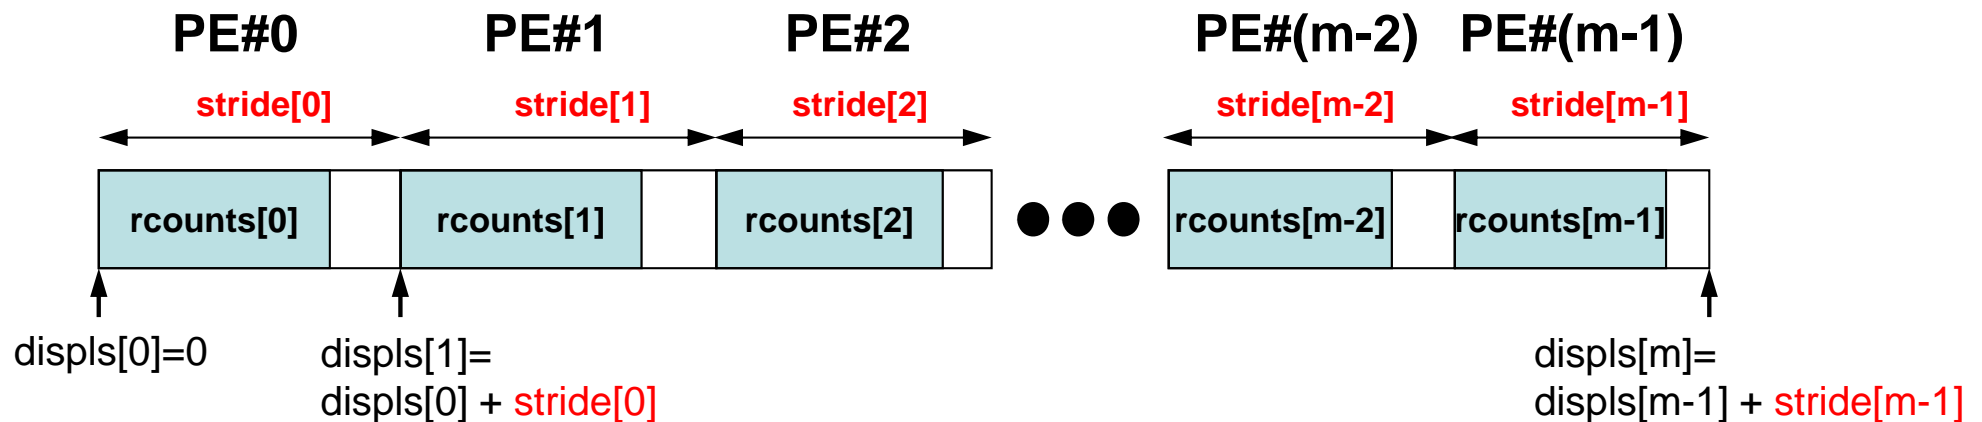 PE#0 PE#1 PE#2 PE#(m-2) PE#(m-1)
stride[0] stride[1] stride[2] stride[m-2] stride[m-1]
rcounts[0] rcounts[1] rcounts[2] rcounts[m-2] rcounts[m-1]
displs[0]=0 displs[1]= displs[m]=
displs[0] + stride[0] displs[m-1] + stride[m-1]